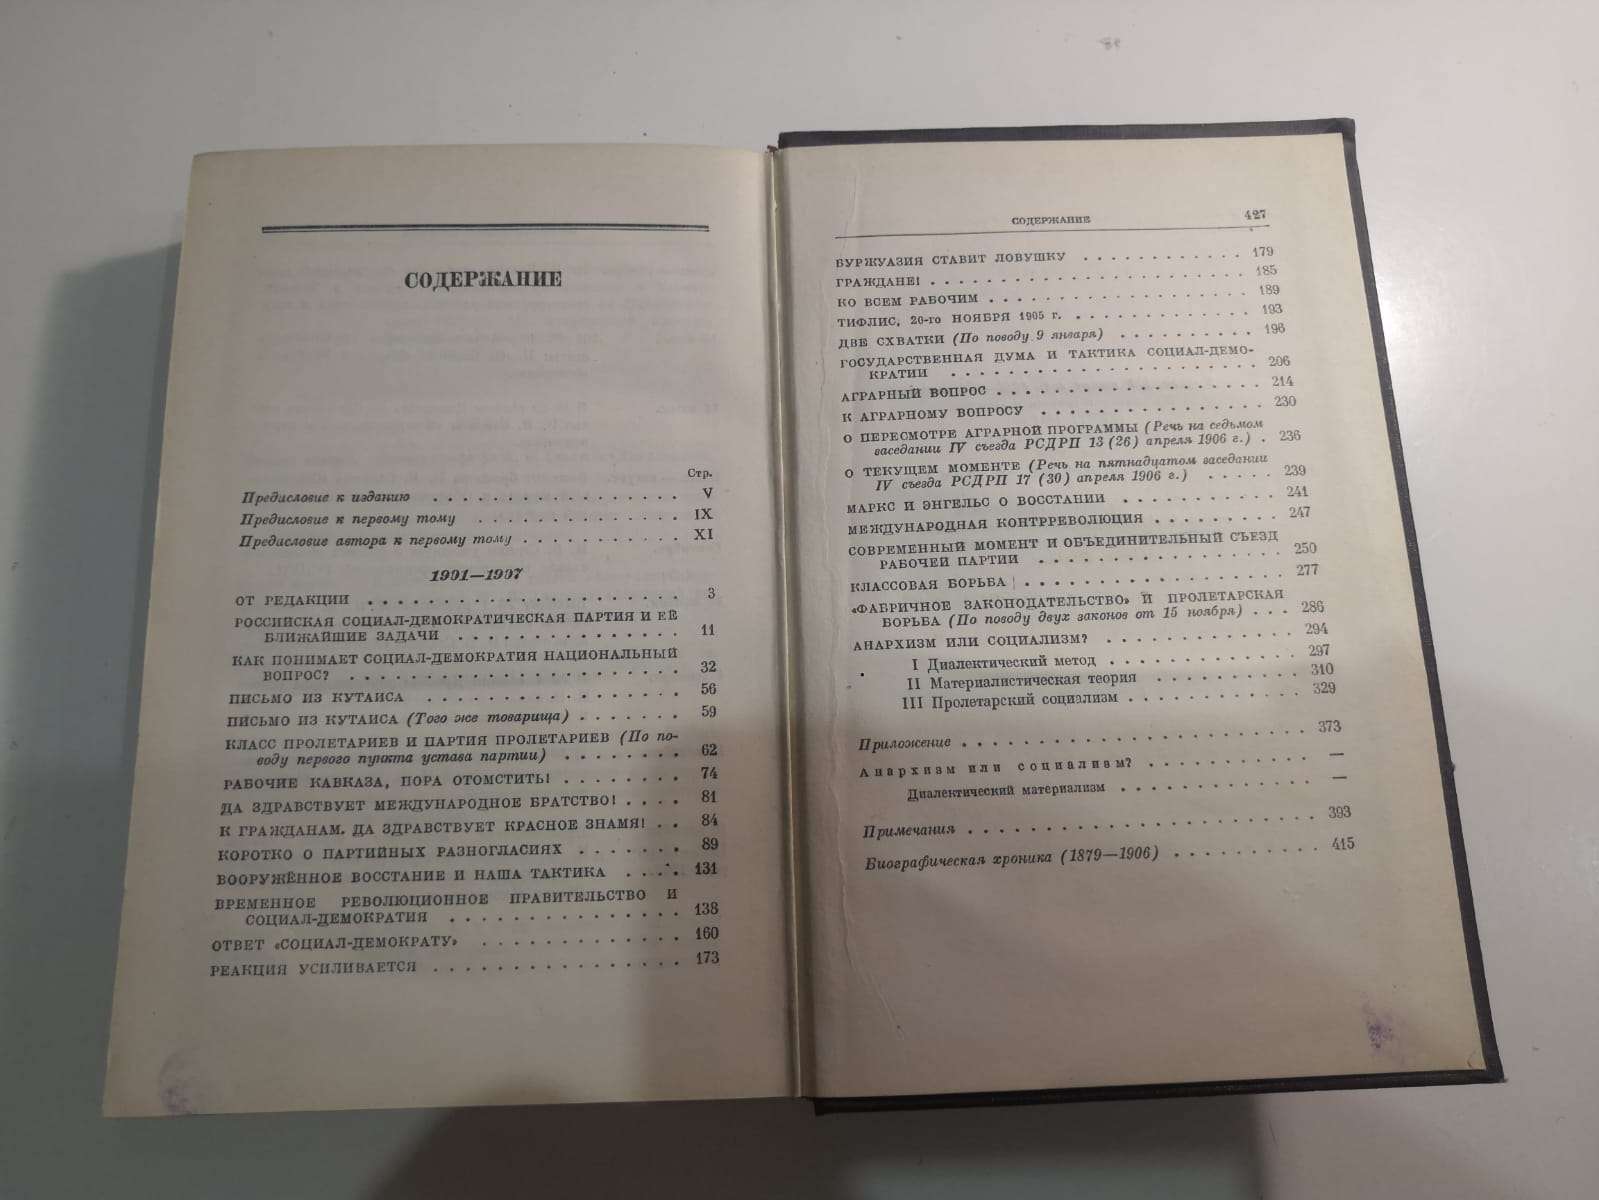 СОДЕРЖАНИЕ
Стр.
Предисловие к изданию . . . . . . . . . . . . . . . . V
Предисловие к первому тому . . . . . . . . . . . . . IX
Предисловие автора к первому тому . . . . . . . . . . . XI
1901—1907
ОТ РЕДАКЦИИ . . . . . . . . . . . . . . . . . . . . 3
РОССИЙСКАЯ СОЦИАЛ-ДЕМОКРАТИЧЕСКАЯ ПАРТИЯ И ЕЁ
БЛИЖАЙШИЕ ЗАДАЧИ . . . . . . . . . . . . . . 11
КАК ПОНИМАЕТ СОЦИАЛ-ДЕМОКРАТИЯ НАЦИОНАЛЬНЫЙ
ВОПРОС? . . . . . . . . . . . . . . . . . . . . 32
ПИСЬМО ИЗ КУТАИСА . . . . . . . . . . . . . . . . 56
ПИСЬМО ИЗ КУТАИСА (Того же товарища) . . . . . . . 59
КЛАСС ПРОЛЕТАРИЕВ И ПАРТИЯ ПРОЛЕТАРИЕВ (По по-
воду первого пункта устава партии) . . . . . . . . 62
РАБОЧИЕ КАВКАЗА, ПОРА ОТОМСТИТЬ! . . . . . . . . 74
ДА ЗДРАВСТВУЕТ МЕЖДУНАРОДНОЕ БРАТСТВО! . . . . 81
К ГРАЖДАНАМ. ДА ЗДРАВСТВУЕТ КРАСНОЕ ЗНАМЯ! . . 84
КОРОТКО О ПАРТИЙНЫХ РАЗНОГЛАСИЯХ . . . . . . . 89
ВООРУЖЁННОЕ ВОССТАНИЕ И НАША ТАКТИКА . . . . 131
ВРЕМЕННОЕ РЕВОЛЮЦИОННОЕ ПРАВИТЕЛЬСТВО И
СОЦИАЛ-ДЕМОКРАТИЯ . . . . . . . . . . . . . . 138
ОТВЕТ «СОЦИАЛ-ДЕМОКРАТУ» . . . . . . . . . . . . 160
РЕАКЦИЯ УСИЛИВАЕТСЯ . . . . . . . . . . . . . . . 173
СОДЕРЖАНИЕ 427
БУРЖУАЗИЯ СТАВИТ ЛОВУШКУ . . . . . . . . . . . . 179
ГРАЖДАНЕ! . . . . . . . . . . . . . . . . . . . . . 185
КО ВСЕМ РАБОЧИМ . . . . . . . . . . . . . . . . . 189
ТИФЛИС, 20-го НОЯБРЯ 1905 г. . . . . . . . . . . . . 193
ДВЕ СХВАТКИ (По поводу 9 января) . . . . . . . . . . 196
ГОСУДАРСТВЕННАЯ ДУМА И ТАКТИКА СОЦИАЛ-ДЕМО-
КРАТИИ . . . . . . . . . . . . . . . . . . . . 206
АГРАРНЫЙ ВОПРОС . . . . . . . . . . . . . . . . . 214
К АГРАРНОМУ ВОПРОСУ . . . . . . . . . . . . . . . 230
О ПЕРЕСМОТРЕ АГРАРНОЙ ПРОГРАММЫ (Речь на седьмом
заседании IV съезда РСДРП 13 (26) апреля 1906 г.) . 236
О ТЕКУЩЕМ МОМЕНТЕ (Речь на пятнадцатом заседании
IV съезда РСДРП 17 (30) апреля 1906 г.) . . . . . 239
МАРКС И ЭНГЕЛЬС О ВОССТАНИИ . . . . . . . . . . 241
МЕЖДУНАРОДНАЯ КОНТРРЕВОЛЮЦИЯ . . . . . . . . . 247
СОВРЕМЕННЫЙ МОМЕНТ И ОБЪЕДИНИТЕЛЬНЫЙ СЪЕЗД
РАБОЧЕЙ ПАРТИИ . . . . . . . . . . . . . . . . 250
КЛАССОВАЯ БОРЬБА . . . . . . . . . . . . . . . . . 277
«ФАБРИЧНОЕ ЗАКОНОДАТЕЛЬСТВО» И ПРОЛЕТАРСКАЯ
БОРЬБА (По поводу двух законов от 15 ноября) . . . 286
АНАРХИЗМ ИЛИ СОЦИАЛИЗМ? . . . . . . . . . . . . 294
I Диалектический метод . . . . . . . . . . . . 297
II Материалистическая теория . . . . . . . . . 310
III Пролетарский социализм . . . . . . . . . . . 329
Приложение . . . . . . . . . . . . . . . . . . . . 373
Анархизм или социализм? . . . . . . . . . . . —
Диалектический материализм . . . . . . . . . . . —
Примечания . . . . . . . . . . . . . . . . . . . . 393
Биографическая хроника (1879—1906) . . . . . . . . . . 415